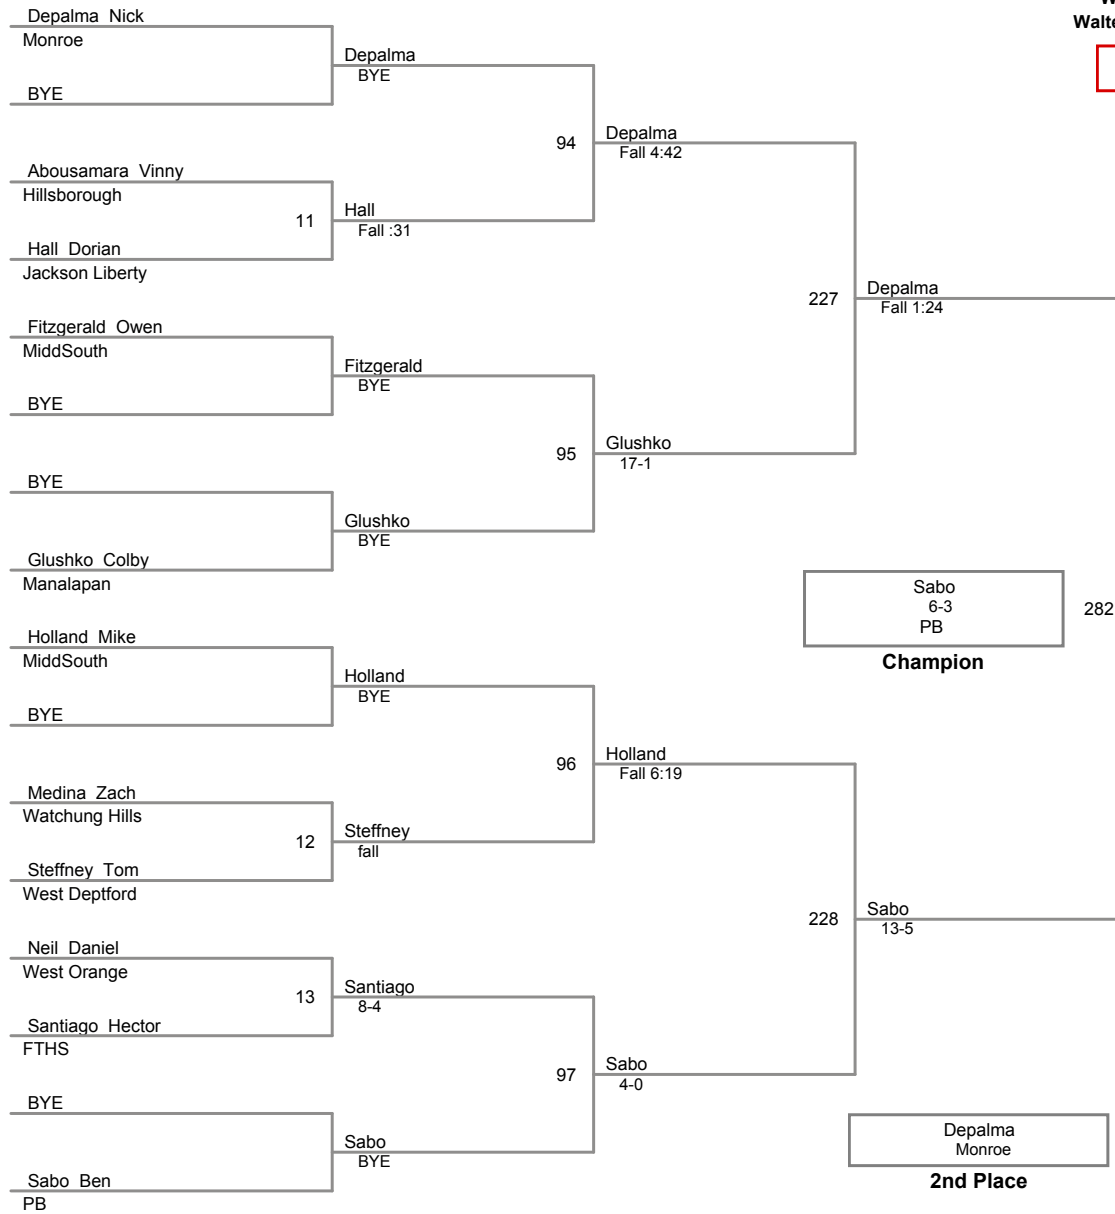 Depalma  Nick
Monroe
BYE
Abousamara  Vinny
Hillsborough
11
Hall  Dorian
Jackson Liberty
Fitzgerald  Owen
MiddSouth
BYE
BYE
Glushko  Colby
Manalapan
Holland  Mike
MiddSouth
BYE
Medina  Zach
Watchung Hills
12
Steffney  Tom
West Deptford
Neil  Daniel
West Orange
13
Santiago  Hector
FTHS
BYE
Sabo  Ben
PB
Depalma
BYE
94
Hall
Fall :31
Fitzgerald
BYE
95
Glushko
BYE
Holland
BYE
96
Steffney
fall
Santiago
8-4
97
Sabo
BYE
Depalma
Fall 4:42
227
Glushko
17-1
Holland
Fall 6:19
228
Sabo
4-0
Depalma
Fall 1:24
Sabo
6-3
PB
282
Champion
Sabo
13-5
Depalma
Monroe
2nd Place
W
Walte